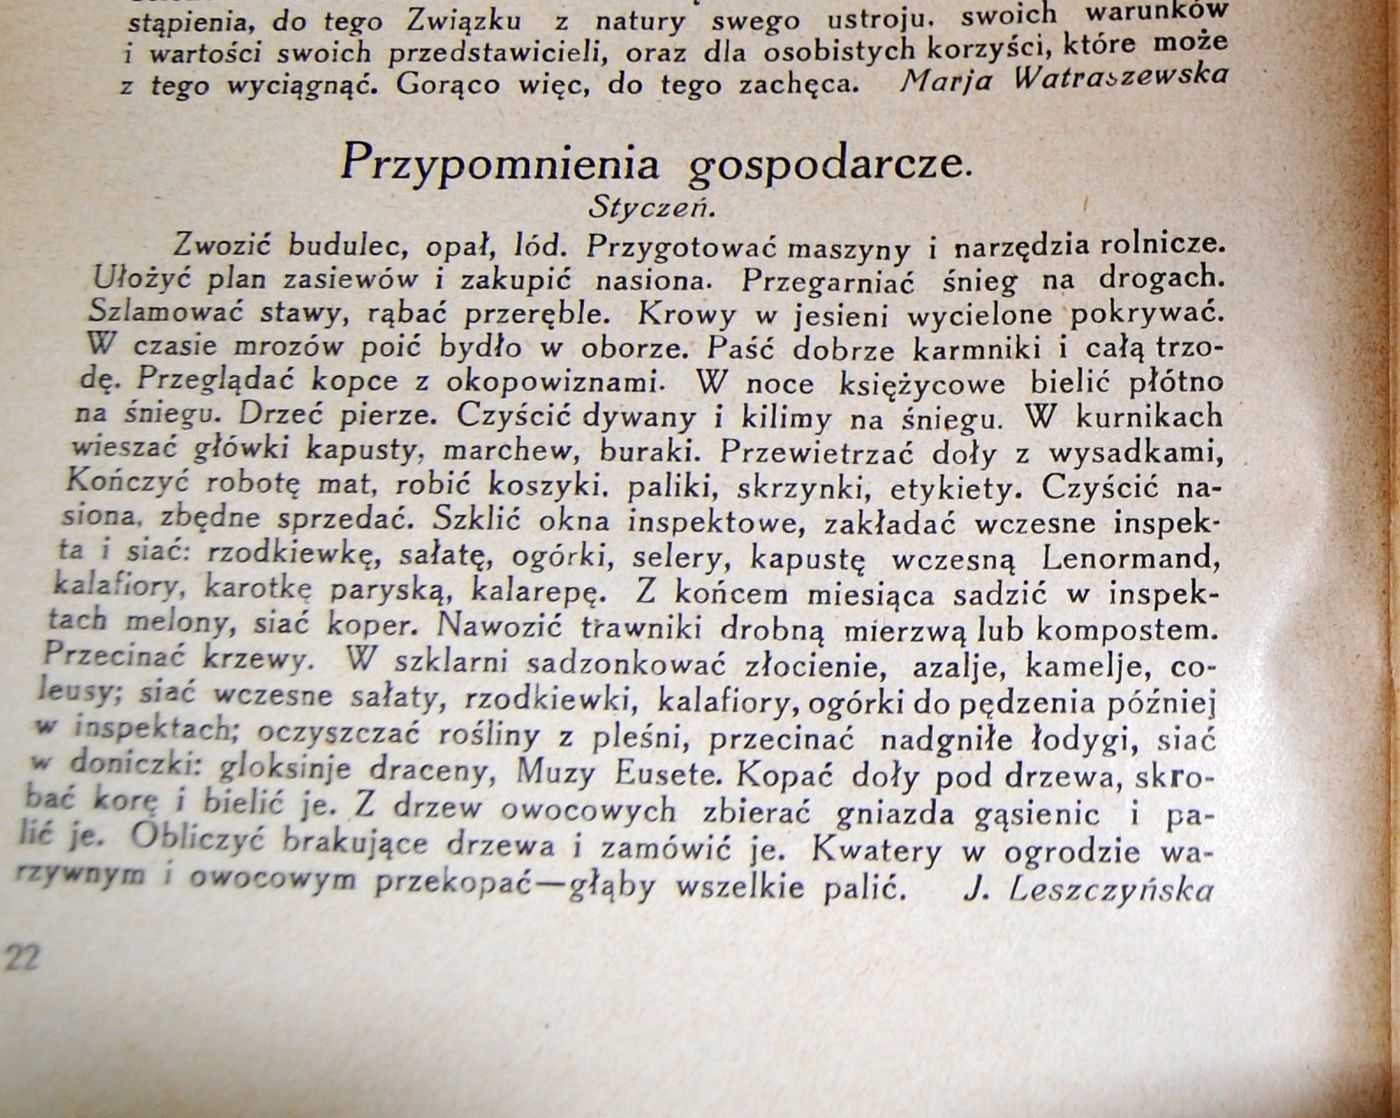 stąpienia, do tego Związku z natury swego ustroju. swoich warunków
i wartości swoich przedstawicieli, oraz dla osobistych korzyści, które może
z tego wyciągnąć. Gorąco więc, do tego zachęca. Marja Watraszewska
Przypomnienia gospodarcze.
Styczeń.
Zwozić budulec, opał, lód. Przygotować maszyny i narzędzia rolnicze.
Ułożyć plan zasiewów i zakupić nasiona. Przegarniać śnieg na drogach.
Szlamować stawy, rąbać przeręble. Krowy w jesieni wycielone pokrywać.
W czasie mrozów poić bydło w oborze. Paść dobrze karmniki i całą trzo-
dę. Przeglądać kopce z okopowiznami. W noce księżycowe bielić płótno
na śniegu. Drzeć pierze. Czyścić dywany i kilimy na śniegu. W kurnikach
wieszać główki kapusty, marchew, buraki. Przewietrzać doły z wysadkami,
Kończyć robotę mat, robić koszyki. paliki, skrzynki, etykiety. Czyścić na-
siona, zbędne sprzedać. Szklić okna inspektowe, zakładać wczesne inspek-
ta i siać: rzodkiewkę, sałatę, ogórki, selery, kapustę wczesną Lenormand,
kalafiory, karotkę paryską, kalarepę. Z końcem miesiąca sadzić w inspek-
tach melony, siać koper. Nawozić trawniki drobną mierzwą lub kompostem.
Przecinać krzewy. W szklarni sadzonkować złocienie, azalje, kamelje, co-
leusy; siać wczesne sałaty, rzodkiewki, kalafiory, ogórki do pędzenia później
w inspektach; oczyszczać rośliny z pleśni, przecinać nadgniłe łodygi, siać
w doniczki: gloksinje draceny, Muzy Eusete. Kopać doły pod drzewa, skro-
bać korę i bielić je. Z drzew owocowych zbierać gniazda gąsienic i pa-
lić je. Obliczyć brakujące drzewa i zamówić je. Kwatery w ogrodzie wa-
rzywnym i owocowym przekopać—głąby wszelkie palić. J. Leszczyńska
22